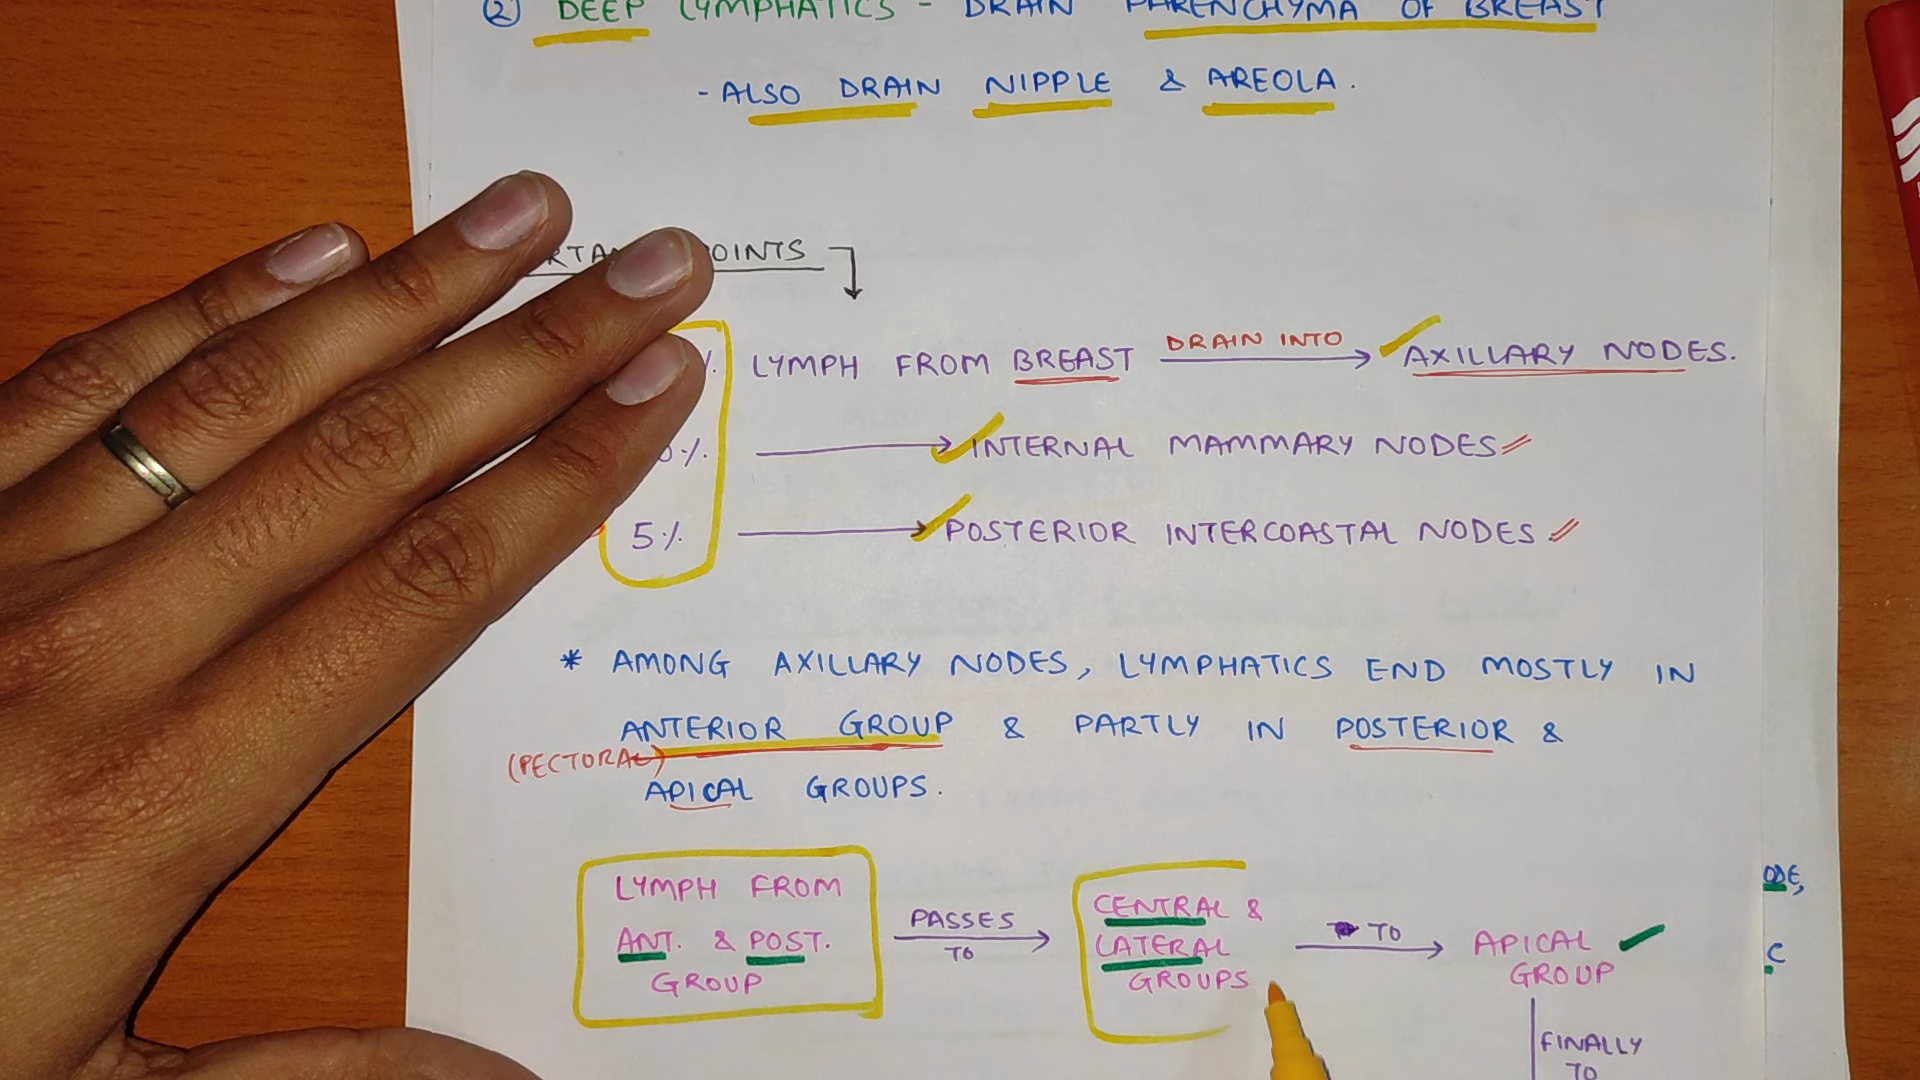 ② DEEP LYMPHATICS - DRAIN PARENCHYMA OF BREAST
- ALSO DRAIN NIPPLE & AREOLA.
LYMPH FROM BREAST DRAIN INTO AXILLARY NODES.
INTERNAL MAMMARY NODES
5% POSTERIOR INTERCOASTAL NODES
* AMONG AXILLARY NODES, LYMPHATICS END MOSTLY IN
ANTERIOR GROUP & PARTLY IN POSTERIOR &
(PECTORAL)
APICAL GROUPS.
LYMPH FROM
ANT. & POST.
GROUP
PASSES
TO
CENTRAL &
LATERAL
GROUPS
TO
APICAL
GROUP
FINALLY
TO